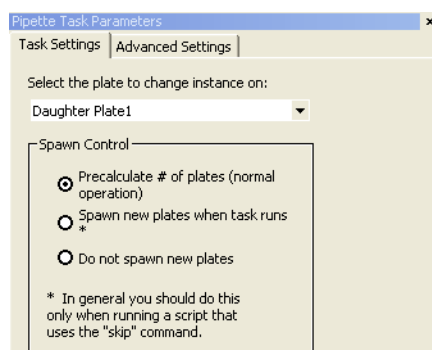 Pipette Task Parameters
Task Settings
Advanced Settings
Select the plate to change instance on:
Daughter Plate1
Spawn Control
Precalculate # of plates (normal
operation)
Spawn new plates when task runs
*
Do not spawn new plates
* In general you should do this
only when running a script that
uses the "skip" command.